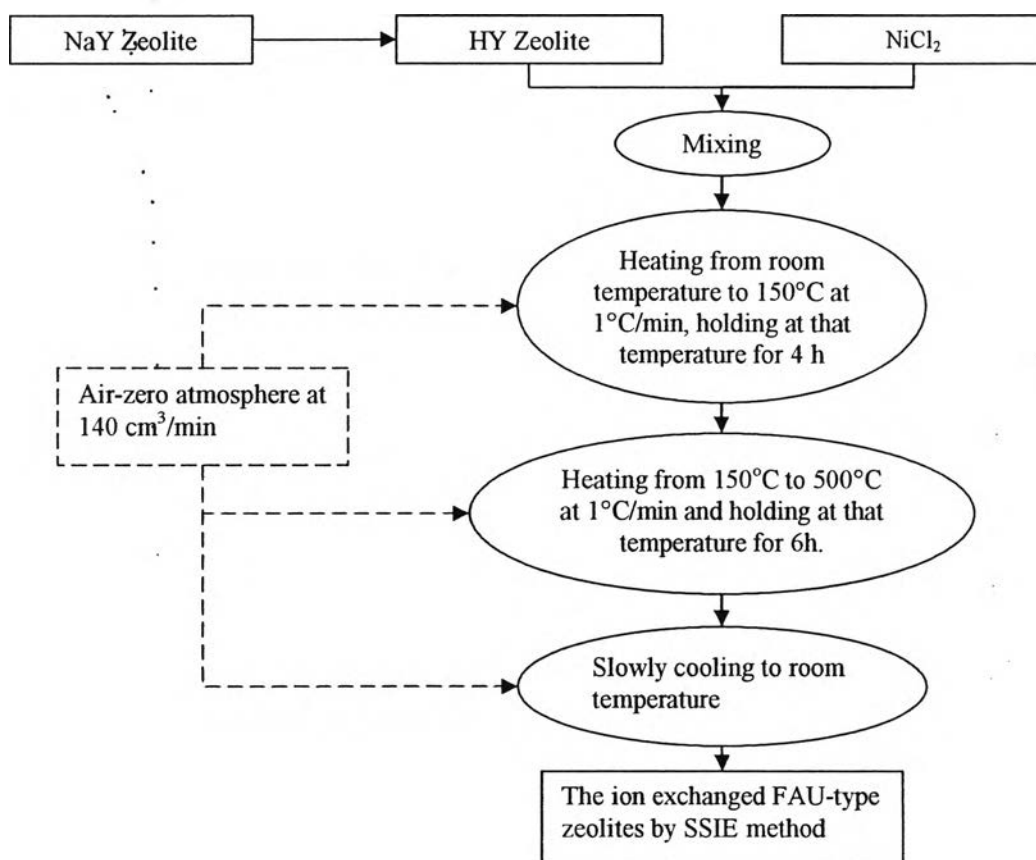 NaY Zeolite
HY Zeolite
NiCl₂
Mixing
Heating from room
temperature to 150°C at
1°C/min, holding at that
temperature for 4 h
Air-zero atmosphere at
140 cm³/min
Heating from 150°C to 500°C
at 1°C/min and holding at that
temperature for 6h.
Slowly cooling to room
temperature
The ion exchanged FAU-type
zeolites by SSIE method